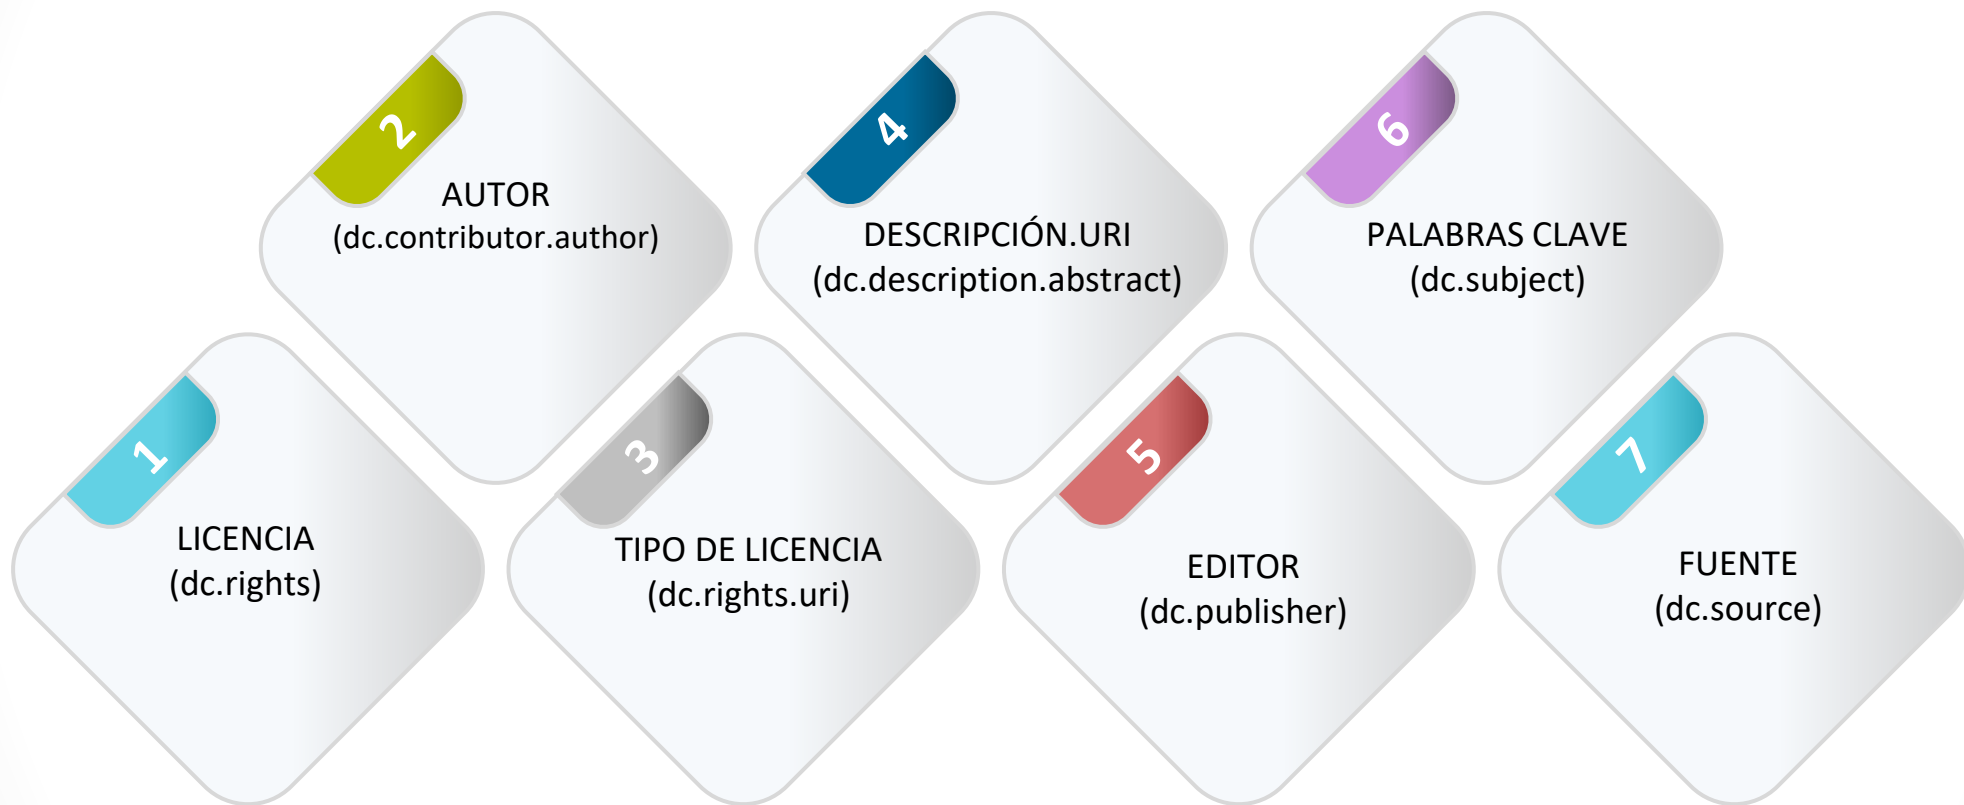 1
LICENCIA
(dc.rights)
2
AUTOR
(dc.contributor.author)
3
TIPO DE LICENCIA
(dc.rights.uri)
4
DESCRIPCIÓN.URI
(dc.description.abstract)
5
EDITOR
(dc.publisher)
6
PALABRAS CLAVE
(dc.subject)
7
FUENTE
(dc.source)